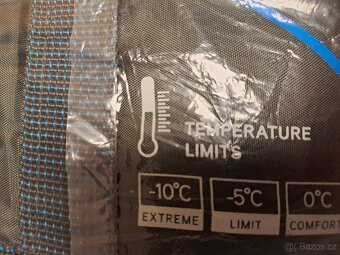 TEMPERATURE
LIMITS
-10°C -5°C 0°C
EXTREME LIMIT COMFORT
© Bazos.cz